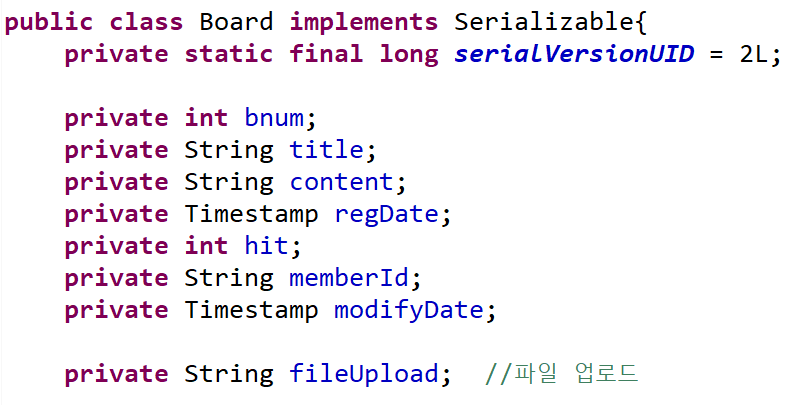 public class Board implements Serializable{
private static final long serialVersionUID = 2L;
private int bnum;
private String title;
private String content;
private Timestamp regDate;
private int hit;
private String memberId;
private Timestamp modifyDate;
private String fileUpload; //파일 업로드